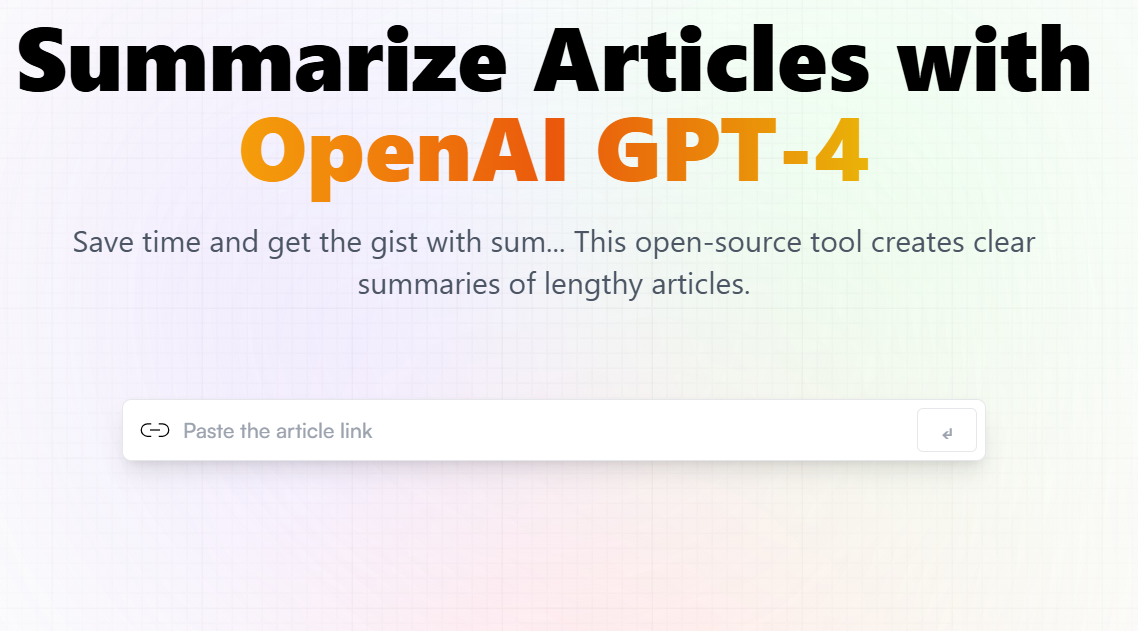 Summarize Articles with
OpenAI GPT-4
Save time and get the gist with sum... This open-source tool creates clear
summaries of lengthy articles.
Paste the article link